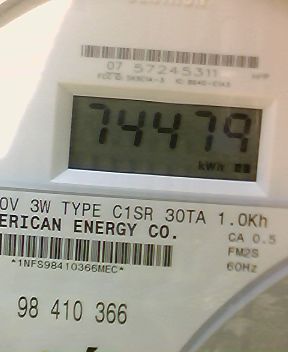 07 57245311
74479
kWh
0V 3W TYPE C1SR 30TA 1.0Kh
ERICAN ENERGY CO.
CA 0.5
FM2S
60Hz
*1NFS98410366MEC*
98 410 366